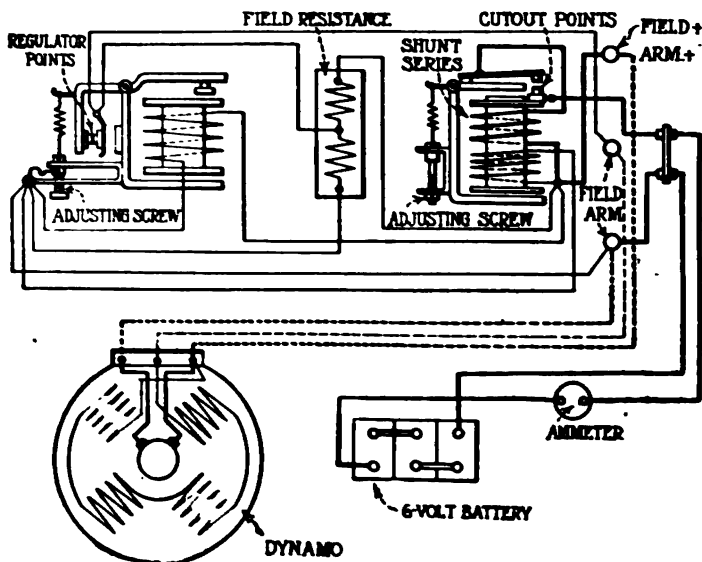 FIELD RESISTANCE
CUTOUT POINTS
REGULATOR
POINTS
SHUNT
SERIES
FIELD +
ARM. +
ADJUSTING SCREW
ADJUSTING SCREW
FIELD
ARM.
AMMETER
6-VOLT BATTERY
DYNAMO